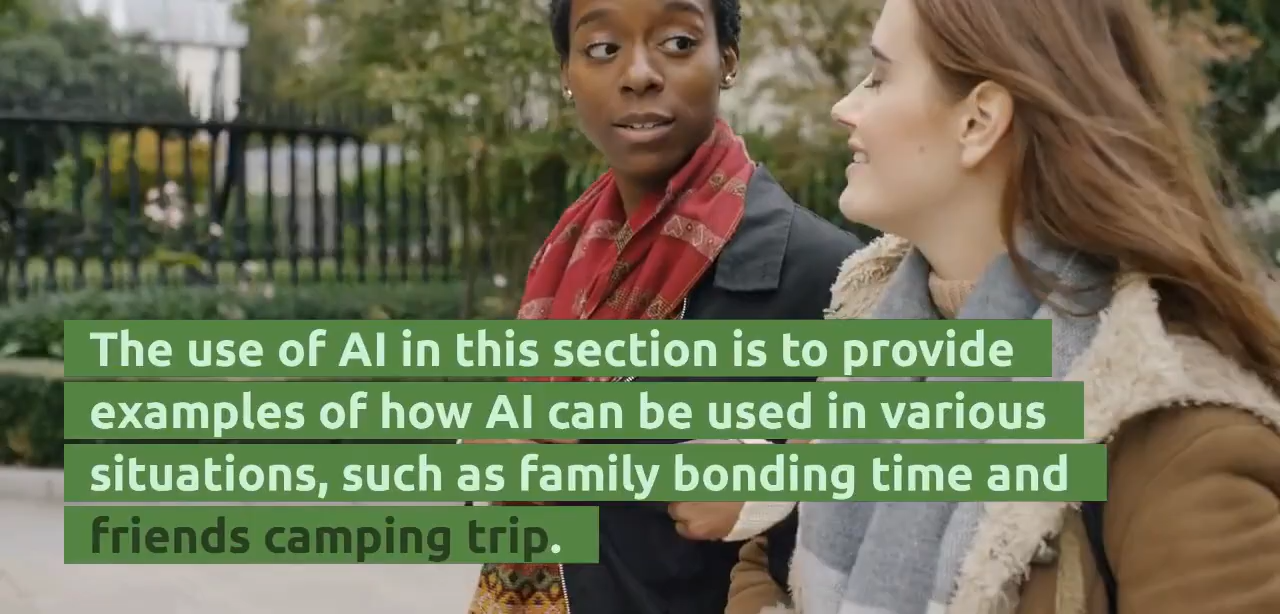 The use of AI in this section is to provide
examples of how AI can be used in various
situations, such as family bonding time and
friends camping trip.